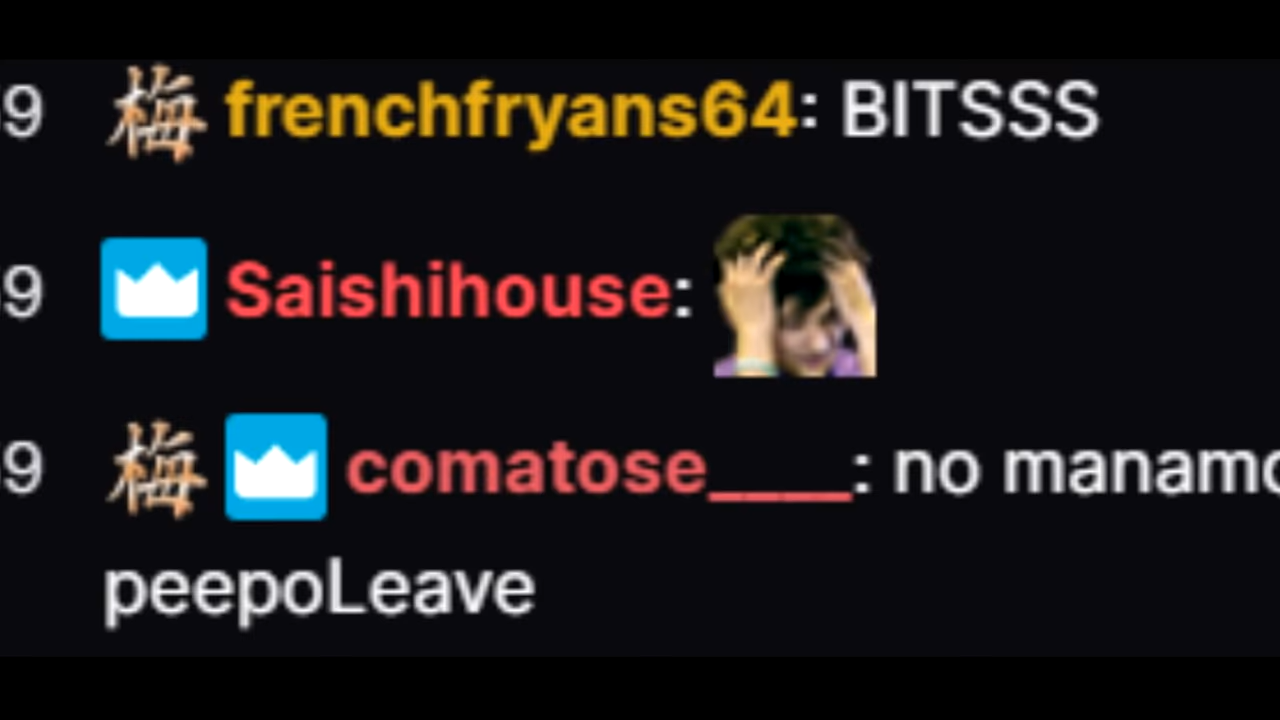 9 梅 frenchfryans64: BITSSS
9 Saishihouse:
9 梅 comatose____: no manamo
peepoLeave